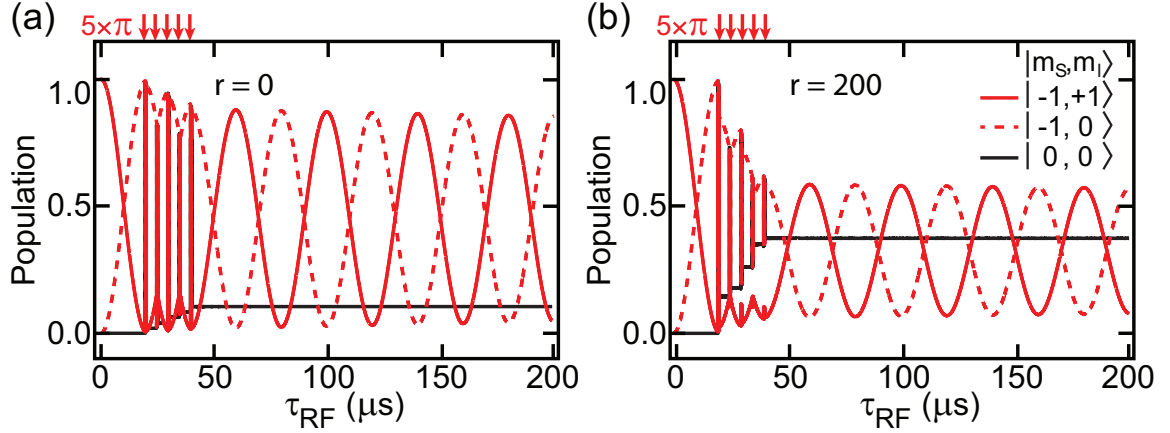 (a)
5×π
r = 0
1.0
0.5
0.0
Population
0
50
100
150
200
τRF (μs)
(b)
5×π
r = 200
|mS,mI⟩
| -1,+1⟩
| -1, 0 ⟩
| 0, 0 ⟩
1.0
0.5
0.0
Population
0
50
100
150
200
τRF (μs)